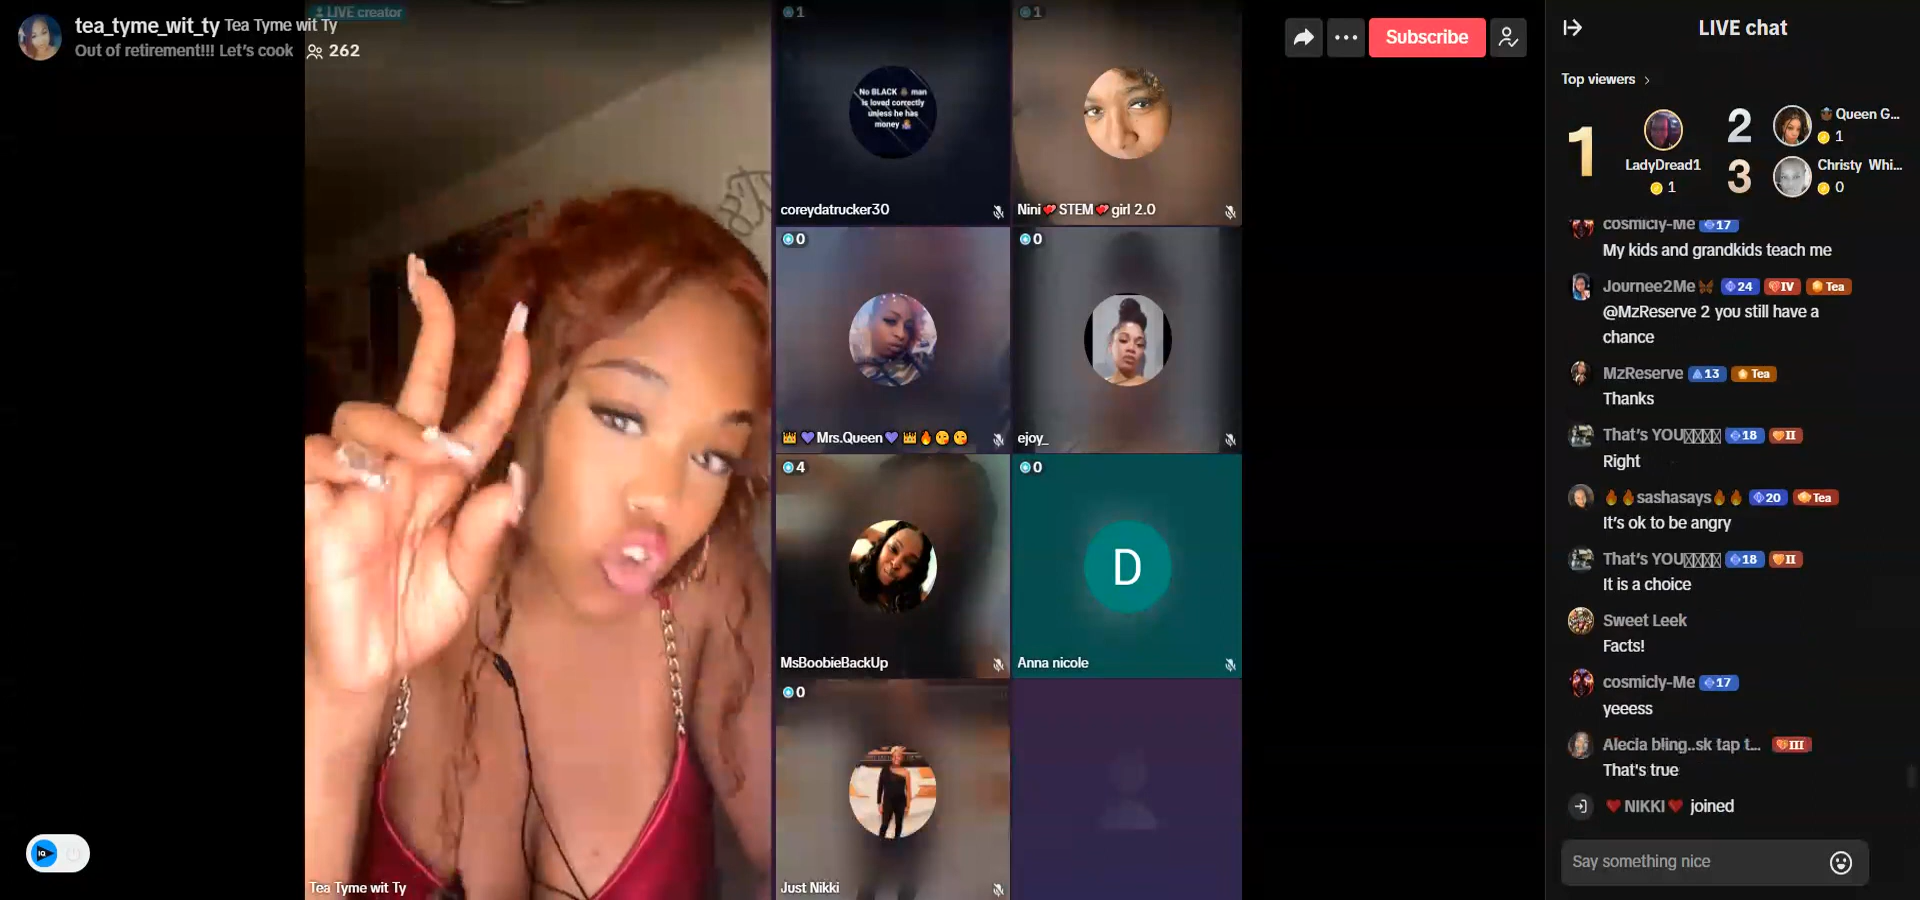 tea_tyme_wit_ty Tea Tyme wit Ty
Out of retirement!!! Let's cook
LIVE creator
262
1
No BLACK man
is loved correctly
unless he has
money
coreydatrucker30
1
Nini❤️STEM❤️girl 2.0
0
👑💜Mrs.Queen💜👑🔥😘😘
0
ejoy_
4
MsBoobieBackUp
0
D
Anna nicole
0
Just Nikki
Tea Tyme wit Ty
Subscribe
LIVE chat
Top viewers
1
LadyDread1
1
2
Queen G...
1
3
Christy Whi...
0
cosmicly-Me 17
My kids and grandkids teach me
Journee2Me 24 IV Tea
@MzReserve 2 you still have a
chance
MzReserve 13 Tea
Thanks
That's YOU 18 II
Right
🔥🔥sashasays🔥🔥 20 Tea
It's ok to be angry
That's YOU 18 II
It is a choice
Sweet Leek
Facts!
cosmicly-Me 17
yeeess
Alecia bling..sk tap t... III
That's true
❤️NIKKI❤️ joined
Say something nice